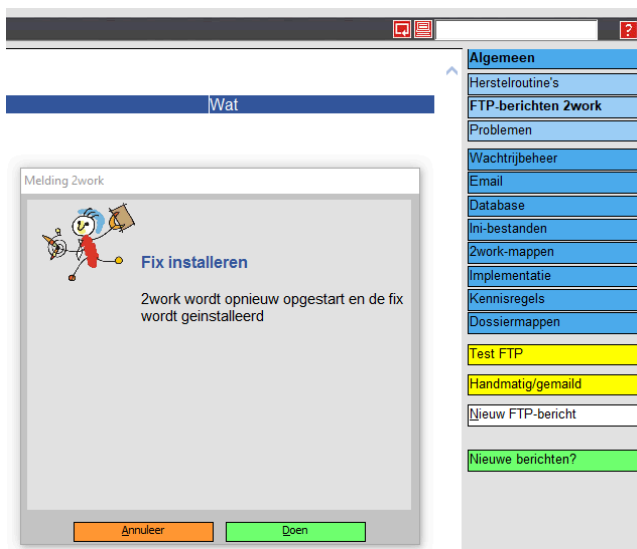 ?
Wat
Melding 2work
Fix installeren
2work wordt opnieuw opgestart en de fix
wordt geinstalleerd
Annuleer
Doen
Algemeen
Herstelroutine's
FTP-berichten 2work
Problemen
Wachtrijbeheer
Email
Database
Ini-bestanden
2work-mappen
Implementatie
Kennisregels
Dossiermappen
Test FTP
Handmatig/gemaild
Nieuw FTP-bericht
Nieuwe berichten?